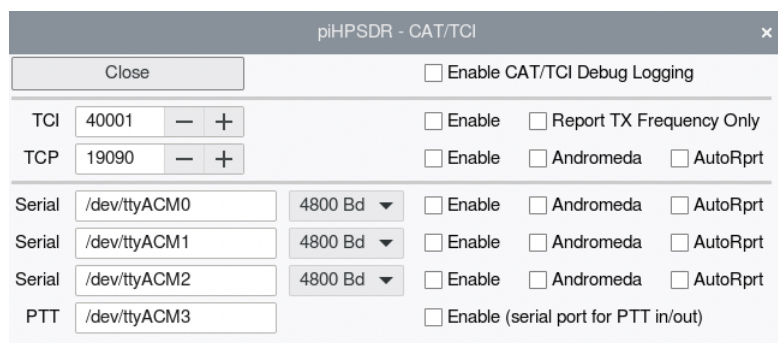 piHPSDR - CAT/TCI ×
Close Enable CAT/TCI Debug Logging
TCI 40001 − + Enable Report TX Frequency Only
TCP 19090 − + Enable Andromeda AutoRprt
Serial /dev/ttyACM0 4800 Bd Enable Andromeda AutoRprt
Serial /dev/ttyACM1 4800 Bd Enable Andromeda AutoRprt
Serial /dev/ttyACM2 4800 Bd Enable Andromeda AutoRprt
PTT /dev/ttyACM3 Enable (serial port for PTT in/out)